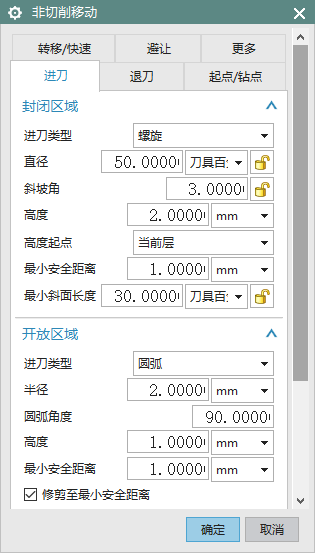 非切削移动
转移/快速 避让 更多
进刀 退刀 起点/钻点
封闭区域
进刀类型 螺旋
直径 50.0000 刀具百
斜坡角 3.0000
高度 2.0000 mm
高度起点 当前层
最小安全距离 1.0000 mm
最小斜面长度 30.0000 刀具百
开放区域
进刀类型 圆弧
半径 2.0000 mm
圆弧角度 90.0000
高度 1.0000 mm
最小安全距离 1.0000 mm
修剪至最小安全距离
确定 取消